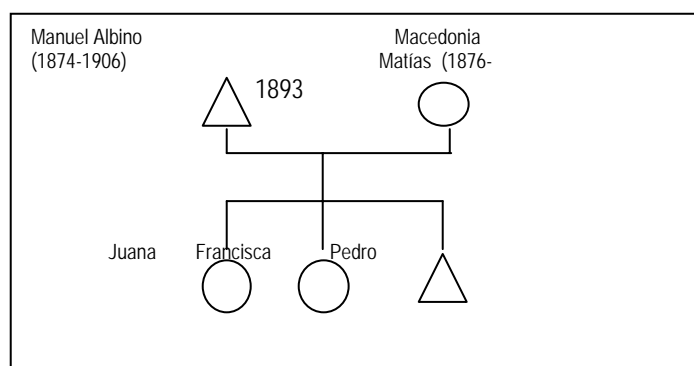 Manuel Albino
(1874-1906)
Macedonia
Matías (1876-
1893
Juana Francisca Pedro